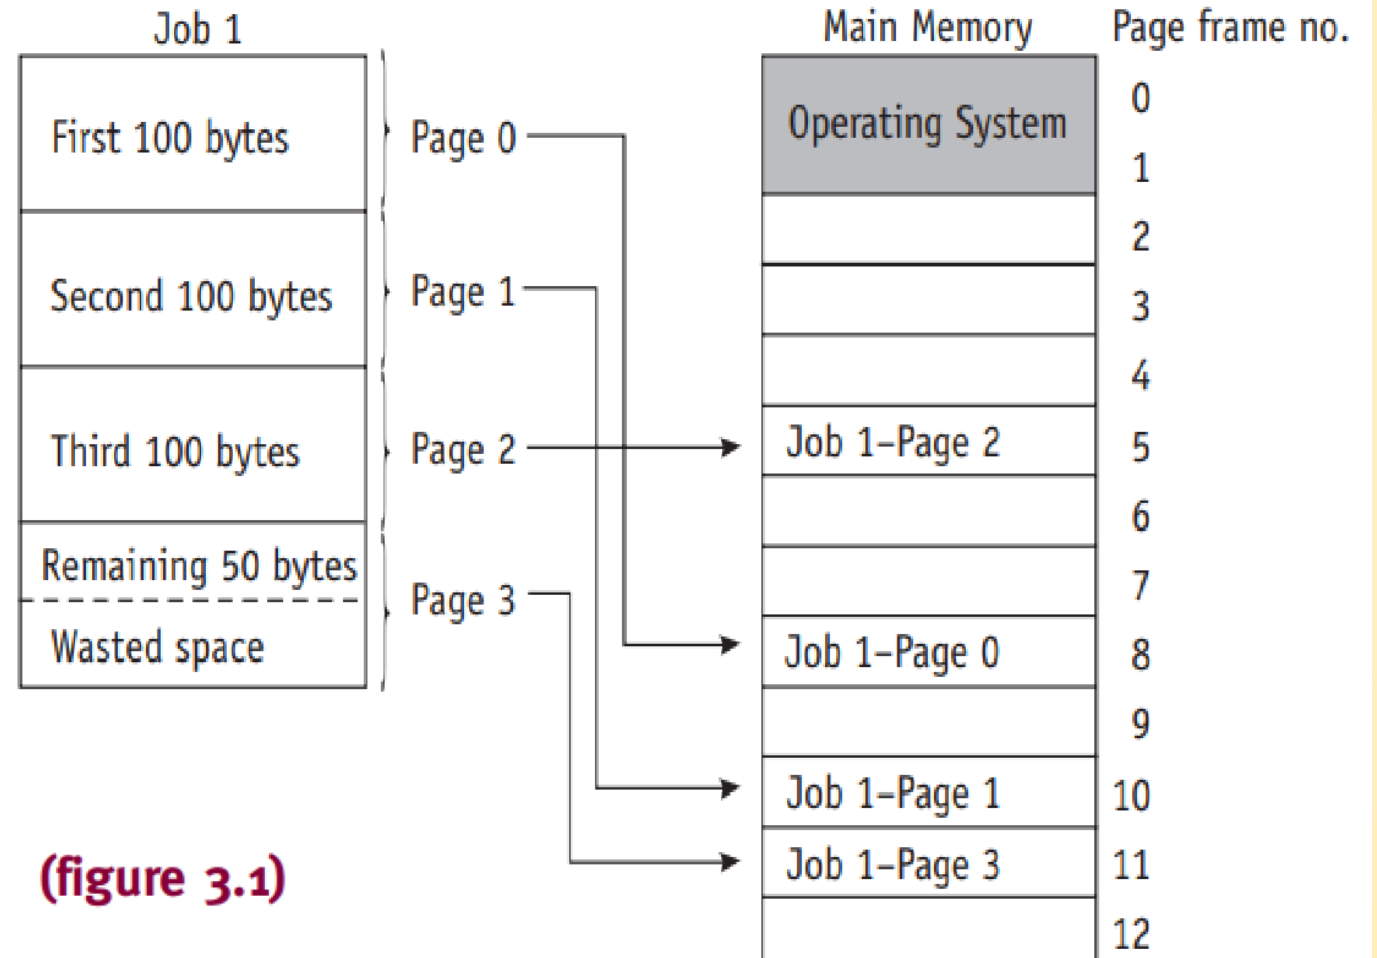 Job 1
First 100 bytes
Second 100 bytes
Third 100 bytes
Remaining 50 bytes
Wasted space
Page 0
Page 1
Page 2
Page 3
Main Memory
Operating System
Job 1–Page 2
Job 1–Page 0
Job 1–Page 1
Job 1–Page 3
Page frame no.
0
1
2
3
4
5
6
7
8
9
10
11
12
(figure 3.1)